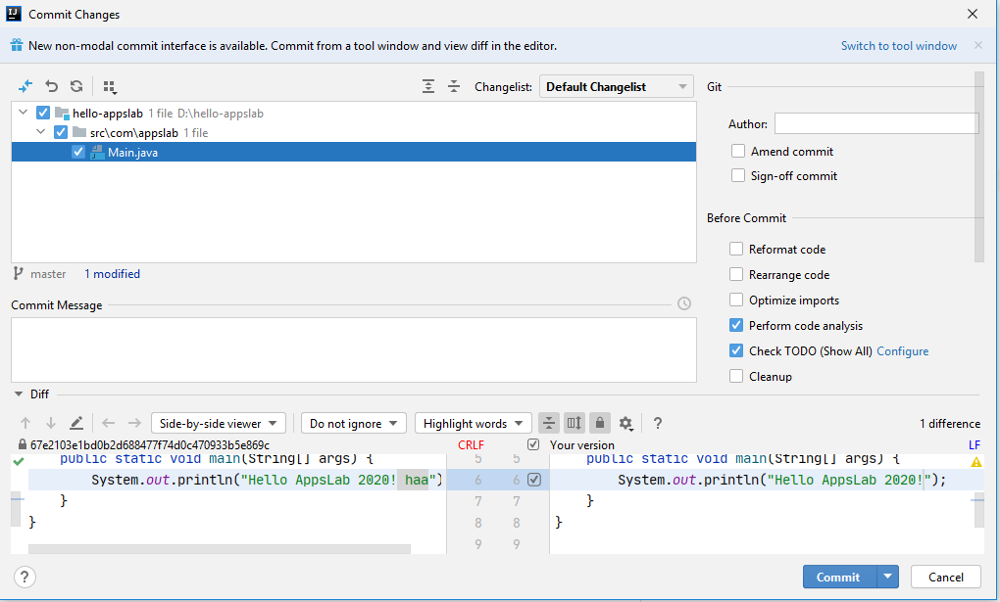 Commit Changes
New non-modal commit interface is available. Commit from a tool window and view diff in the editor.
Switch to tool window
Changelist: Default Changelist
Git
hello-appslab 1 file D:\hello-appslab
src\com\appslab 1 file
Main.java
Author:
Amend commit
Sign-off commit
Before Commit
Reformat code
Rearrange code
Optimize imports
Perform code analysis
Check TODO (Show All) Configure
Cleanup
master 1 modified
Commit Message
Diff
Side-by-side viewer Do not ignore Highlight words ? 1 difference
67e2103e1bd0b2d688477f74d0c470933b5e869c CRLF Your version LF
public static void main(String[] args) { 5 5 public static void main(String[] args) {
System.out.println("Hello AppsLab 2020! haa") 6 6 System.out.println("Hello AppsLab 2020!");
} 7 7 }
} 8 8 }
9 9
? Commit Cancel